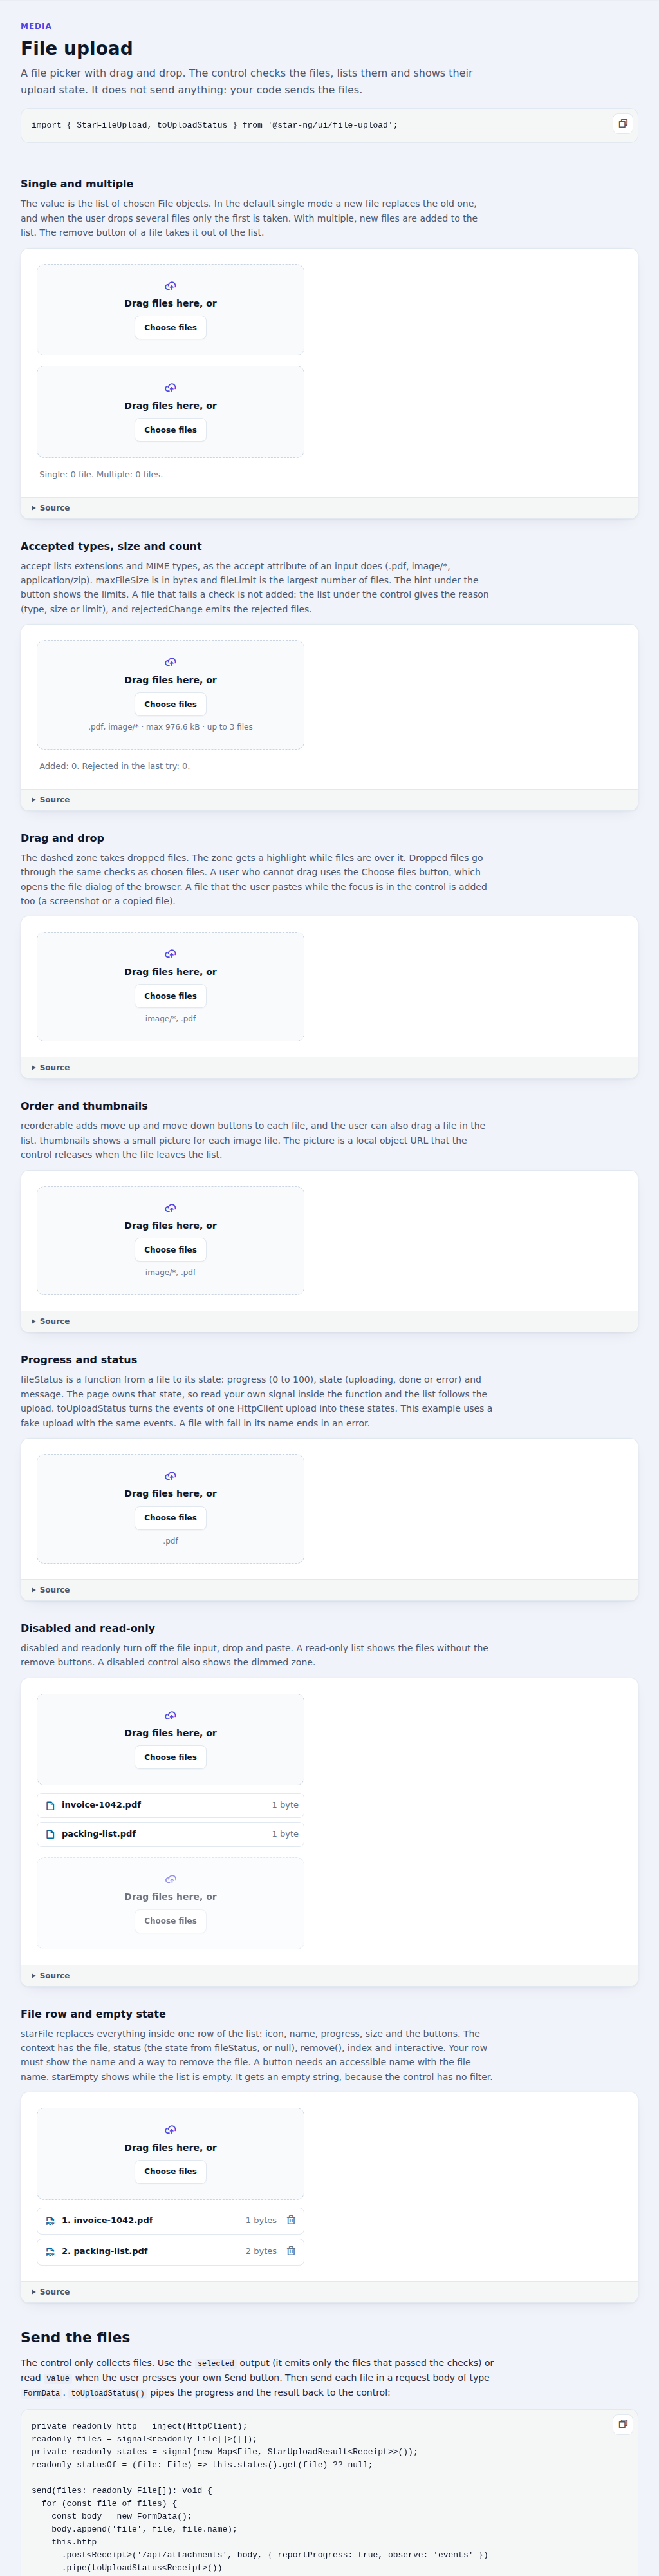 MEDIA
File upload
A file picker with drag and drop. The control checks the files, lists them and shows their
upload state. It does not send anything: your code sends the files.
import { StarFileUpload, toUploadStatus } from '@star-ng/ui/file-upload';
Single and multiple
The value is the list of chosen File objects. In the default single mode a new file replaces the old one,
and when the user drops several files only the first is taken. With multiple, new files are added to the
list. The remove button of a file takes it out of the list.
Drag files here, or
Choose files
Drag files here, or
Choose files
Single: 0 file. Multiple: 0 files.
Source
Accepted types, size and count
accept lists extensions and MIME types, as the accept attribute of an input does (.pdf, image/*,
application/zip). maxFileSize is in bytes and fileLimit is the largest number of files. The hint under the
button shows the limits. A file that fails a check is not added: the list under the control gives the reason
(type, size or limit), and rejectedChange emits the rejected files.
Drag files here, or
Choose files
.pdf, image/* · max 976.6 kB · up to 3 files
Added: 0. Rejected in the last try: 0.
Source
Drag and drop
The dashed zone takes dropped files. The zone gets a highlight while files are over it. Dropped files go
through the same checks as chosen files. A user who cannot drag uses the Choose files button, which
opens the file dialog of the browser. A file that the user pastes while the focus is in the control is added
too (a screenshot or a copied file).
Drag files here, or
Choose files
image/*, .pdf
Source
Order and thumbnails
reorderable adds move up and move down buttons to each file, and the user can also drag a file in the
list. thumbnails shows a small picture for each image file. The picture is a local object URL that the
control releases when the file leaves the list.
Drag files here, or
Choose files
image/*, .pdf
Source
Progress and status
fileStatus is a function from a file to its state: progress (0 to 100), state (uploading, done or error) and
message. The page owns that state, so read your own signal inside the function and the list follows the
upload. toUploadStatus turns the events of one HttpClient upload into these states. This example uses a
fake upload with the same events. A file with fail in its name ends in an error.
Drag files here, or
Choose files
.pdf
Source
Disabled and read-only
disabled and readonly turn off the file input, drop and paste. A read-only list shows the files without the
remove buttons. A disabled control also shows the dimmed zone.
Drag files here, or
Choose files
invoice-1042.pdf 1 byte
packing-list.pdf 1 byte
Drag files here, or
Choose files
Source
File row and empty state
starFile replaces everything inside one row of the list: icon, name, progress, size and the buttons. The
context has the file, status (the state from fileStatus, or null), remove(), index and interactive. Your row
must show the name and a way to remove the file. A button needs an accessible name with the file
name. starEmpty shows while the list is empty. It gets an empty string, because the control has no filter.
Drag files here, or
Choose files
1. invoice-1042.pdf 1 bytes
2. packing-list.pdf 2 bytes
Source
Send the files
The control only collects files. Use the selected output (it emits only the files that passed the checks) or
read value when the user presses your own Send button. Then send each file in a request body of type
FormData. toUploadStatus() pipes the progress and the result back to the control:
private readonly http = inject(HttpClient);
readonly files = signal<readonly File[]>([]);
private readonly states = signal(new Map<File, StarUploadResult<Receipt>>());
readonly statusOf = (file: File) => this.states().get(file) ?? null;
send(files: readonly File[]): void {
for (const file of files) {
const body = new FormData();
body.append('file', file, file.name);
this.http
.post<Receipt>('/api/attachments', body, { reportProgress: true, observe: 'events' })
.pipe(toUploadStatus<Receipt>())